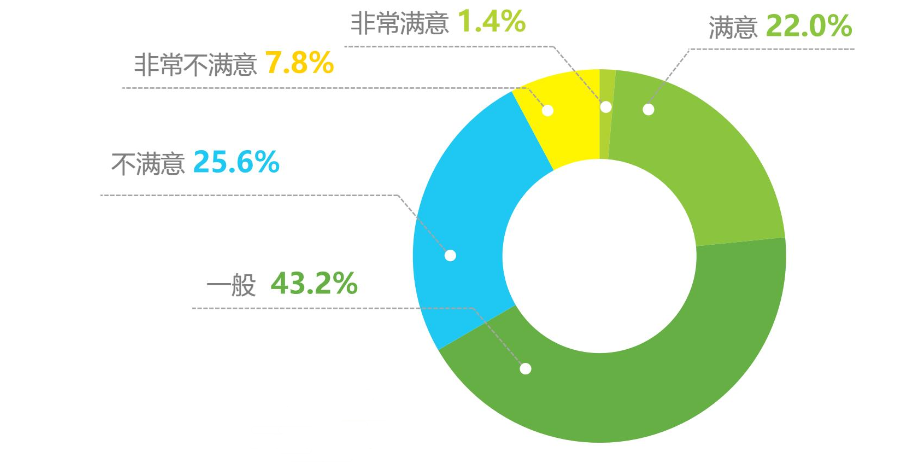 非常满意 1.4%
满意 22.0%
非常不满意 7.8%
不满意 25.6%
一般 43.2%